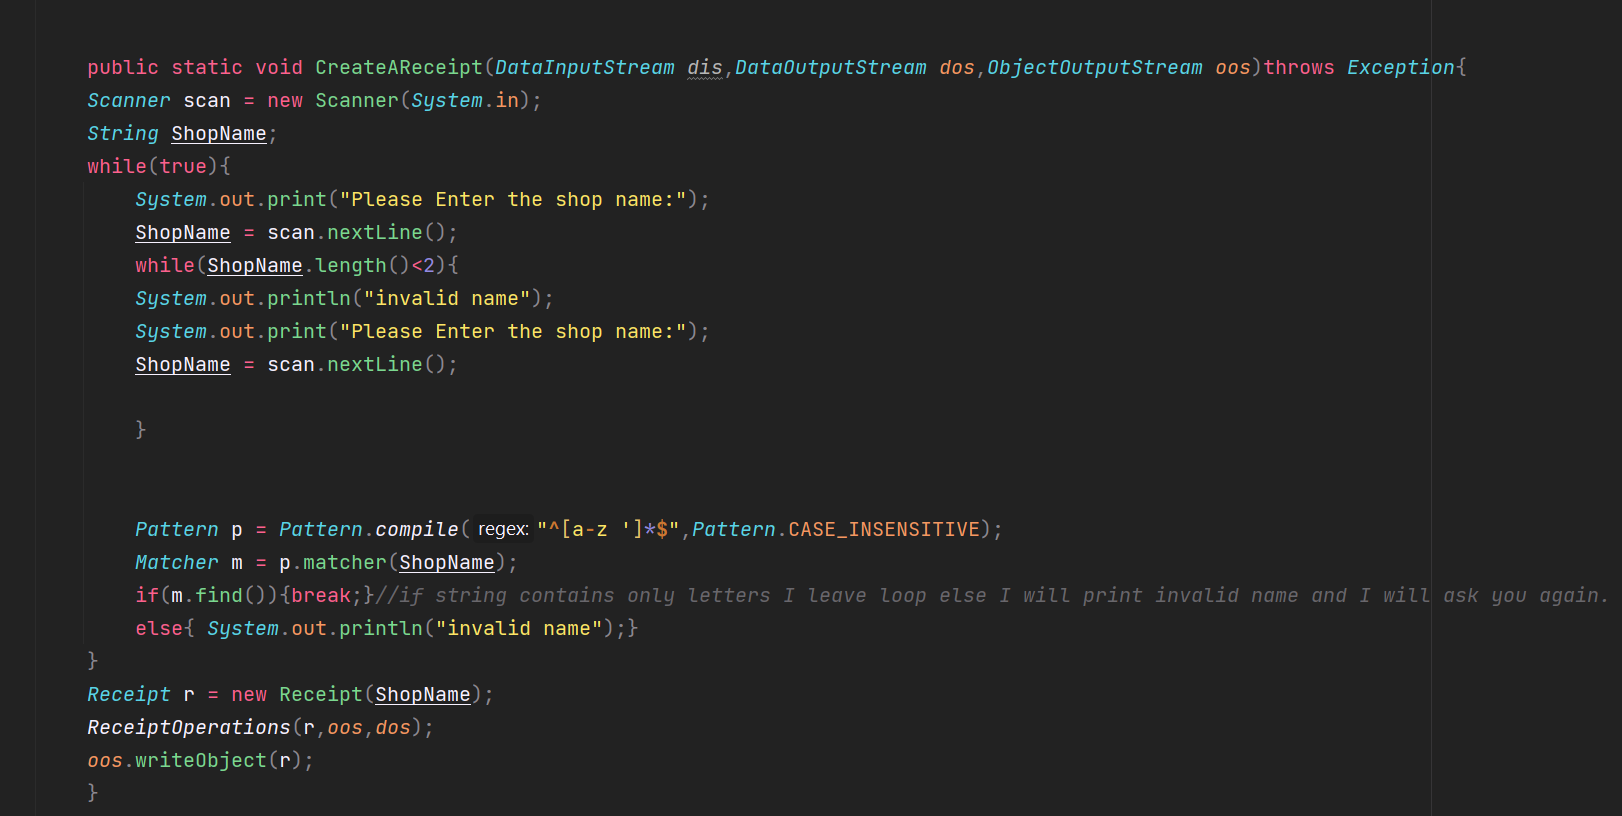 public static void CreateAReceipt(DataInputStream dis,DataOutputStream dos,ObjectOutputStream oos)throws Exception{
Scanner scan = new Scanner(System.in);
String ShopName;
while(true){
    System.out.print("Please Enter the shop name:");
    ShopName = scan.nextLine();
    while(ShopName.length()<2){
    System.out.println("invalid name");
    System.out.print("Please Enter the shop name:");
    ShopName = scan.nextLine();
    }
    Pattern p = Pattern.compile( regex: "^[a-z ']*$",Pattern.CASE_INSENSITIVE);
    Matcher m = p.matcher(ShopName);
    if(m.find()){break;}//if string contains only letters I leave loop else I will print invalid name and I will ask you again.
    else{ System.out.println("invalid name");}
}
Receipt r = new Receipt(ShopName);
ReceiptOperations(r,oos,dos);
oos.writeObject(r);
}